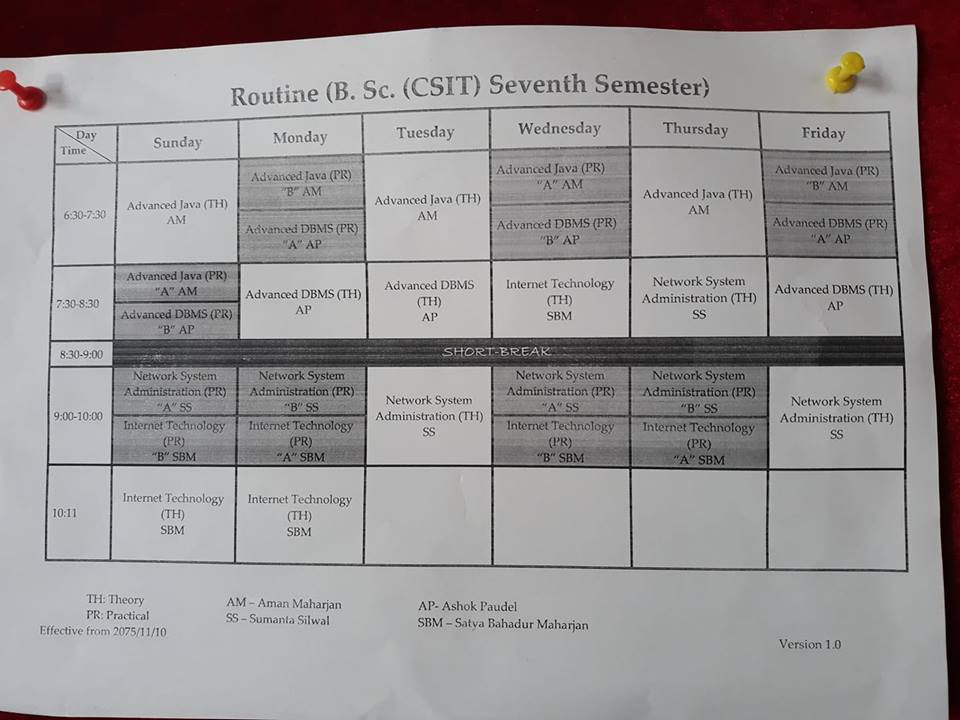 Routine (B. Sc. (CSIT) Seventh Semester)
Day
Time
Sunday
Monday
Tuesday
Wednesday
Thursday
Friday
6:30-7:30
Advanced Java (TH)
AM
Advanced Java (PR)
"B" AM
Advanced DBMS (PR)
"A" AP
Advanced Java (TH)
AM
Advanced Java (PR)
"A" AM
Advanced DBMS (PR)
"B" AP
Advanced Java (TH)
AM
Advanced Java (PR)
"B" AM
Advanced DBMS (PR)
"A" AP
7:30-8:30
Advanced Java (PR)
"A" AM
Advanced DBMS (PR)
"B" AP
Advanced DBMS (TH)
AP
Advanced DBMS
(TH)
AP
Internet Technology
(TH)
SBM
Network System
Administration (TH)
SS
Advanced DBMS (TH)
AP
8:30-9:00
SHORT-BREAK
9:00-10:00
Network System
Administration (PR)
"A" SS
Internet Technology
(PR)
"B" SBM
Network System
Administration (PR)
"B" SS
Internet Technology
(PR)
"A" SBM
Network System
Administration (TH)
SS
Network System
Administration (PR)
"A" SS
Internet Technology
(PR)
"B" SBM
Network System
Administration (PR)
"B" SS
Internet Technology
(PR)
"A" SBM
Network System
Administration (TH)
SS
10:11
Internet Technology
(TH)
SBM
Internet Technology
(TH)
SBM
TH: Theory
PR: Practical
Effective from 2075/11/10
AM – Aman Maharjan
SS – Sumanta Silwal
AP- Ashok Paudel
SBM – Satya Bahadur Maharjan
Version 1.0